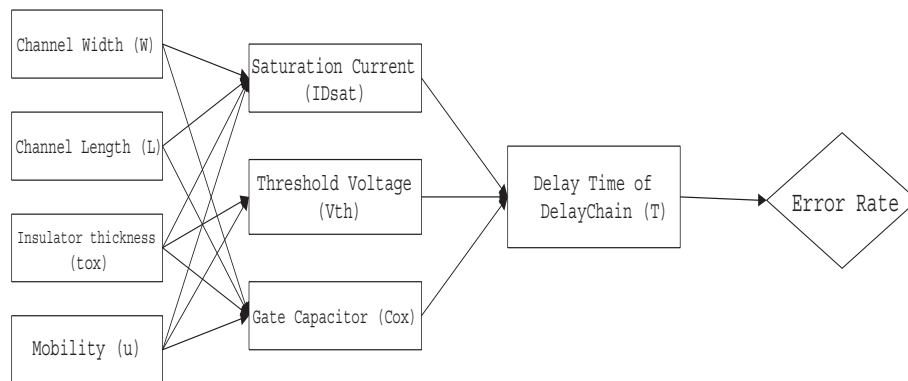 Channel Width (W)
Channel Length (L)
Insulator thickness
(tox)
Mobility (u)
Saturation Current
(IDsat)
Threshold Voltage
(Vth)
Gate Capacitor (Cox)
Delay Time of
DelayChain (T)
Error Rate